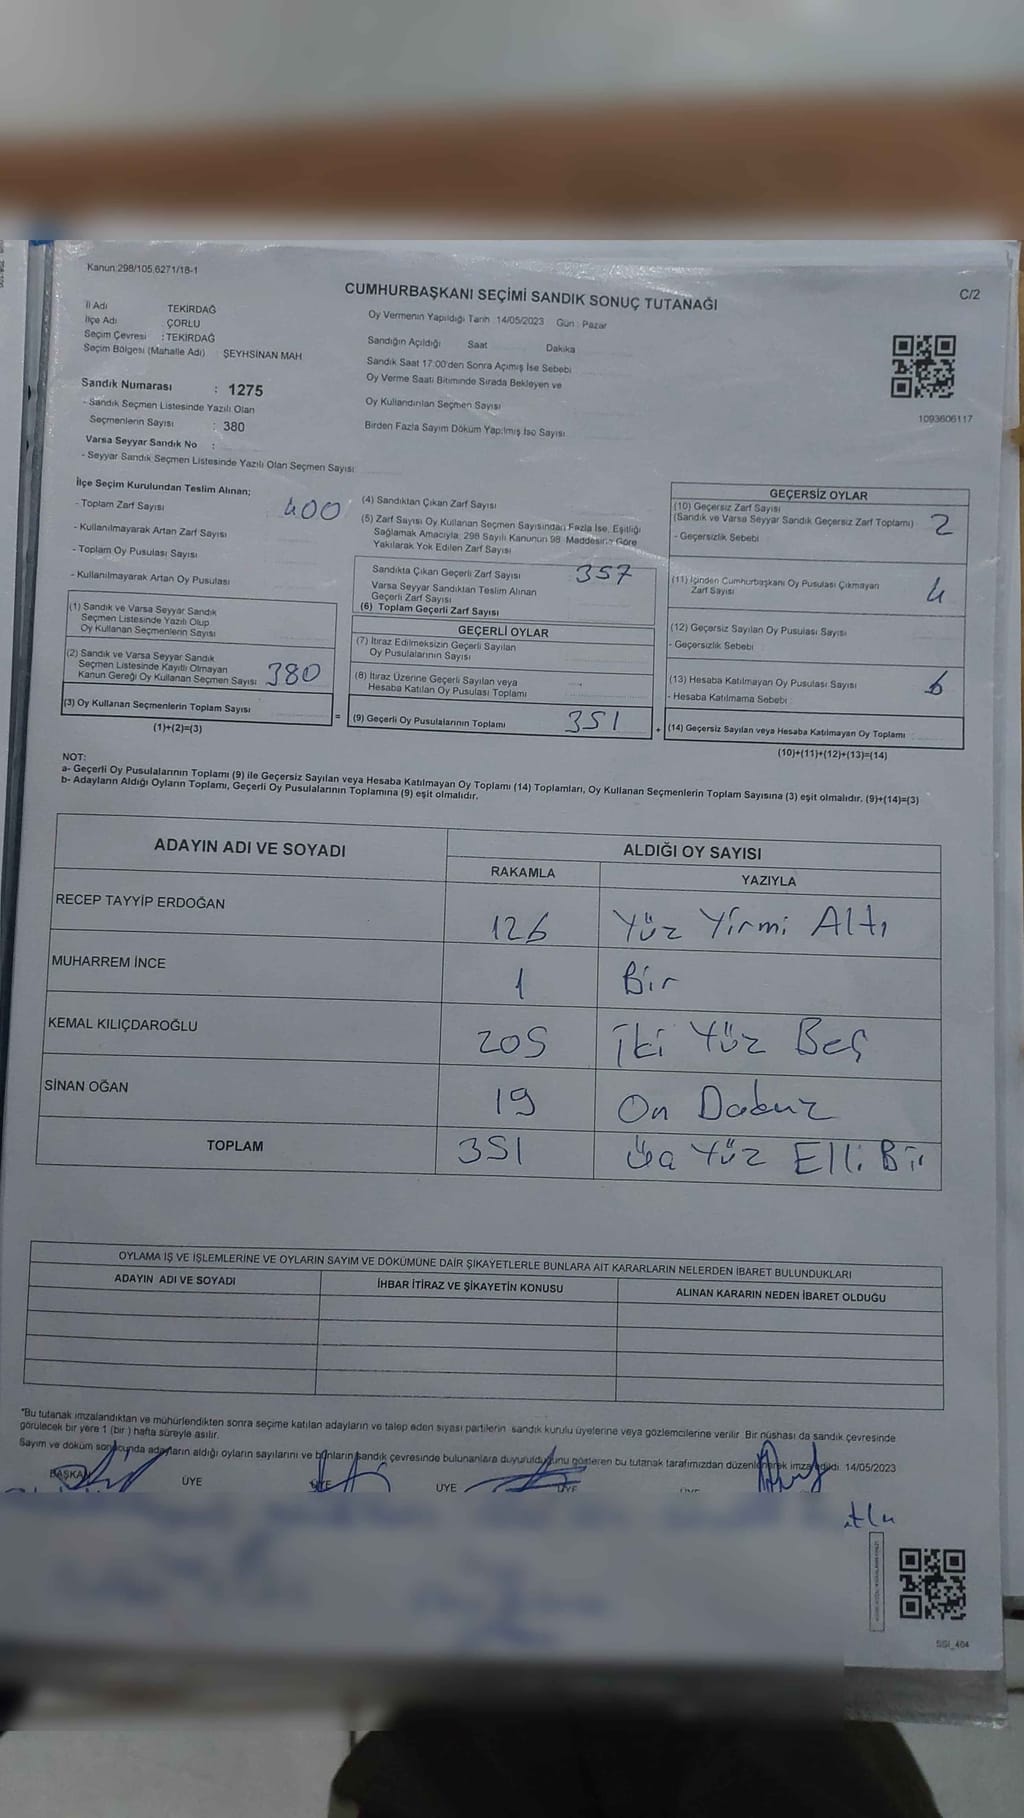 Kanun:298/105,6271/18-1
C/2
CUMHURBAŞKANI SEÇİMİ SANDIK SONUÇ TUTANAĞI
İl Adı TEKİRDAĞ
İlçe Adı ÇORLU
Seçim Çevresi : TEKİRDAĞ
Seçim Bölgesi (Mahalle Adı) ŞEYHSİNAN MAH
Sandık Numarası : 1275
- Sandık Seçmen Listesinde Yazılı Olan
Seçmenlerin Sayısı : 380
Varsa Seyyar Sandık No :
- Seyyar Sandık Seçmen Listesinde Yazılı Olan Seçmen Sayısı
Oy Vermenin Yapıldığı Tarih :14/05/2023 Gün : Pazar
Sandığın Açıldığı Saat Dakika
Sandık Saat 17:00'den Sonra Açımış İse Sebebi
Oy Verme Saati Bitiminde Sırada Bekleyen ve
Oy Kullandırılan Seçmen Sayısı
Birden Fazla Sayım Döküm Yapılmış İse Sayısı
1093606117
İlçe Seçim Kurulundan Teslim Alınan;
- Toplam Zarf Sayısı 400
- Kullanılmayarak Artan Zarf Sayısı
- Toplam Oy Pusulası Sayısı
- Kullanılmayarak Artan Oy Pusulası
(1) Sandık ve Varsa Seyyar Sandık
Seçmen Listesinde Yazılı Olup
Oy Kullanan Seçmenlerin Sayısı
(2) Sandık ve Varsa Seyyar Sandık
Seçmen Listesinde Kayıtlı Olmayan
Kanun Gereği Oy Kullanan Seçmen Sayısı 380
(3) Oy Kullanan Seçmenlerin Toplam Sayısı
(1)+(2)=(3)
=
(4) Sandıktan Çıkan Zarf Sayısı
(5) Zarf Sayısı Oy Kullanan Seçmen Sayısından Fazla İse, Eşitliği
Sağlamak Amacıyla 298 Sayılı Kanunun 98. Maddesine Göre
Yakılarak Yok Edilen Zarf Sayısı
Sandıkta Çıkan Geçerli Zarf Sayısı 357
Varsa Seyyar Sandıktan Teslim Alınan
Geçerli Zarf Sayısı
(6) Toplam Geçerli Zarf Sayısı
GEÇERLİ OYLAR
(7) İtiraz Edilmeksizin Geçerli Sayılan
Oy Pusulalarının Sayısı
(8) İtiraz Üzerine Geçerli Sayılan veya
Hesaba Katılan Oy Pusulası Toplamı
(9) Geçerli Oy Pusulalarının Toplamı 351
+
GEÇERSİZ OYLAR
(10) Geçersiz Zarf Sayısı
(Sandık ve Varsa Seyyar Sandık Geçersiz Zarf Toplamı) 2
- Geçersizlik Sebebi
(11) İçinden Cumhurbaşkanı Oy Pusulası Çıkmayan
Zarf Sayısı 4
(12) Geçersiz Sayılan Oy Pusulası Sayısı
- Geçersizlik Sebebi
(13) Hesaba Katılmayan Oy Pusulası Sayısı 6
- Hesaba Katılmama Sebebi
(14) Geçersiz Sayılan veya Hesaba Katılmayan Oy Toplamı
(10)+(11)+(12)+(13)=(14)
NOT:
a- Geçerli Oy Pusulalarının Toplamı (9) ile Geçersiz Sayılan veya Hesaba Katılmayan Oy Toplamı (14) Toplamları, Oy Kullanan Seçmenlerin Toplam Sayısına (3) eşit olmalıdır. (9)+(14)=(3)
b- Adayların Aldığı Oyların Toplamı, Geçerli Oy Pusulalarının Toplamına (9) eşit olmalıdır.
ADAYIN ADI VE SOYADI ALDIĞI OY SAYISI
RAKAMLA YAZIYLA
RECEP TAYYİP ERDOĞAN 126 Yüz Yirmi Altı
MUHARREM İNCE 1 Bir
KEMAL KILIÇDAROĞLU 205 İki Yüz Beş
SİNAN OĞAN 19 On Dokuz
TOPLAM 351 Üç Yüz Elli Bir
OYLAMA İŞ VE İŞLEMLERİNE VE OYLARIN SAYIM VE DÖKÜMÜNE DAİR ŞİKAYETLERLE BUNLARA AİT KARARLARIN NELERDEN İBARET BULUNDUKLARI
ADAYIN ADI VE SOYADI İHBAR İTİRAZ VE ŞİKAYETİN KONUSU ALINAN KARARIN NEDEN İBARET OLDUĞU
"Bu tutanak imzalandıktan ve mühürlendikten sonra seçime katılan adayların ve talep eden siyasi partilerin sandık kurulu üyelerine veya gözlemcilerine verilir. Bir nüshası da sandık çevresinde
görülecek bir yere 1 (bir) hafta süreyle asılır.
Sayım ve döküm sonucunda adayların aldığı oyların sayılarını ve bunların sandık çevresinde bulunanlara duyurulduğunu gösteren bu tutanak tarafımızdan düzenlenerek imza edildi. 14/05/2023
BAŞKAN ÜYE ÜYE ÜYE ÜYE
SSİ_404